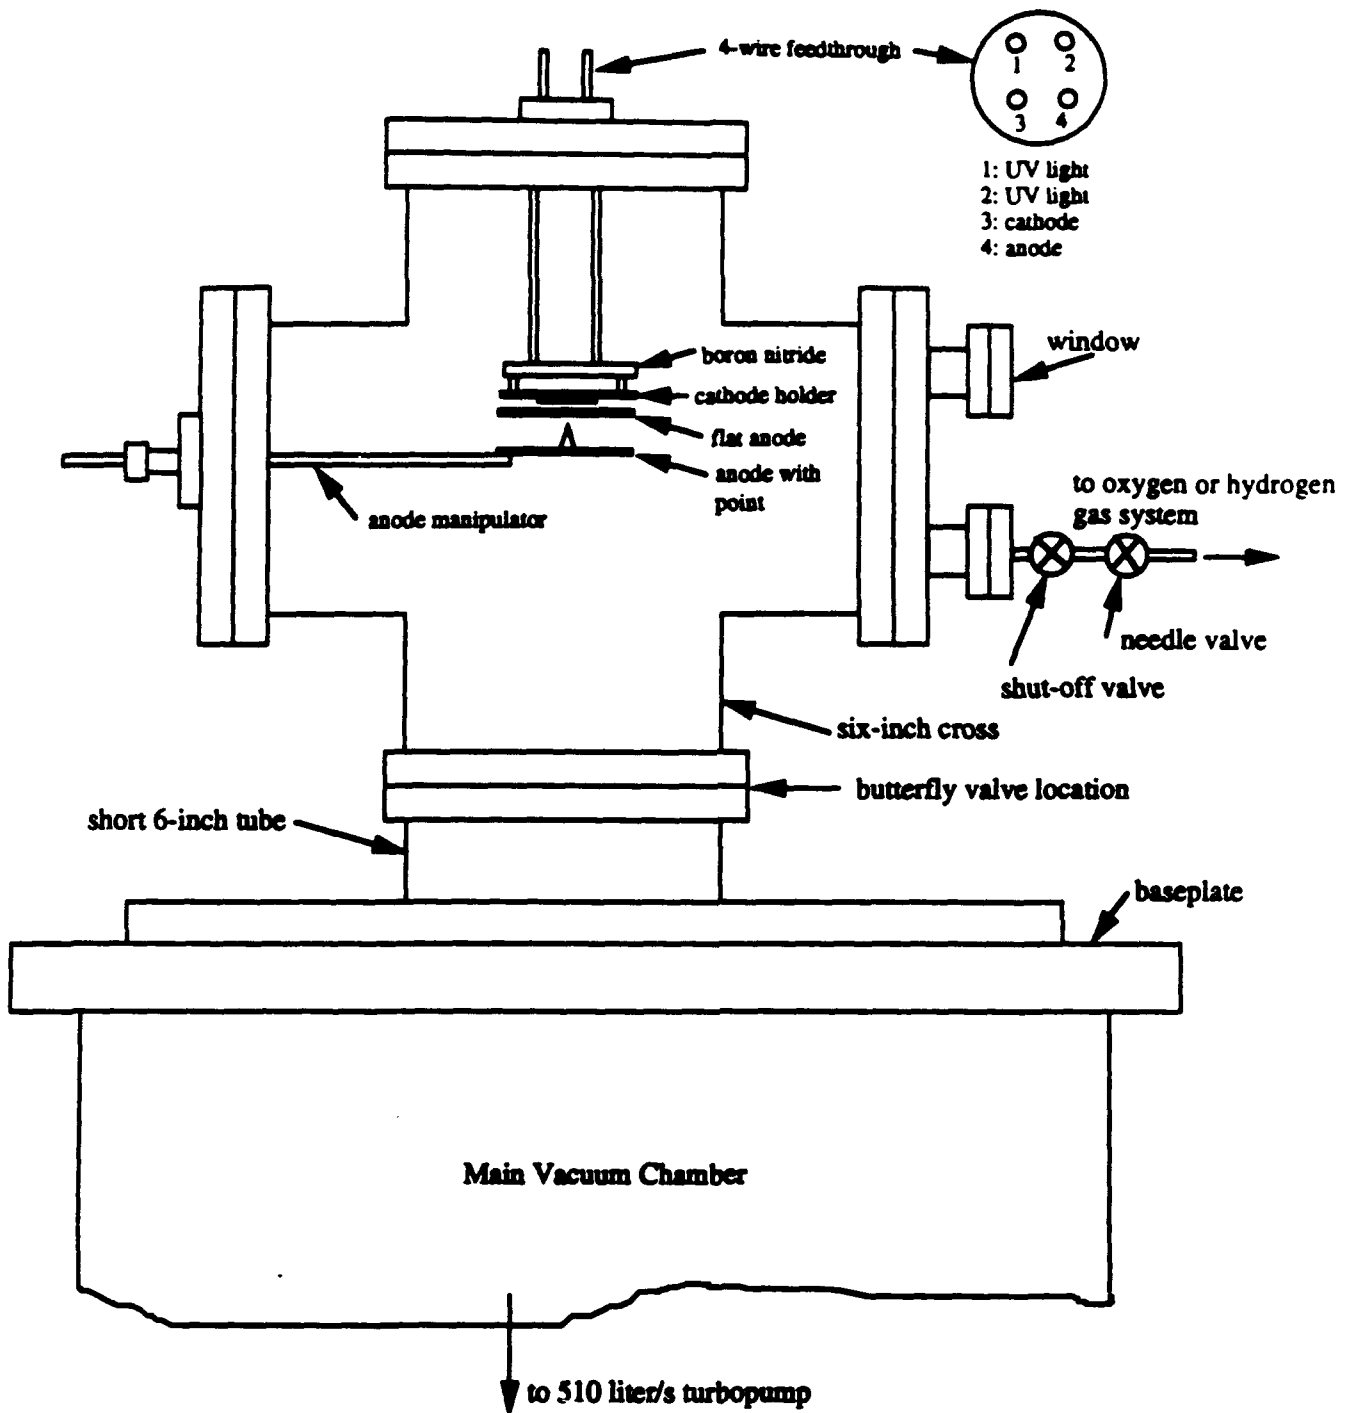 4-wire feedthrough
1
2
3
4
1: UV light
2: UV light
3: cathode
4: anode
boron nitride
cathode holder
flat anode
anode with
point
anode manipulator
window
to oxygen or hydrogen
gas system
needle valve
shut-off valve
six-inch cross
butterfly valve location
short 6-inch tube
baseplate
Main Vacuum Chamber
to 510 liter/s turbopump